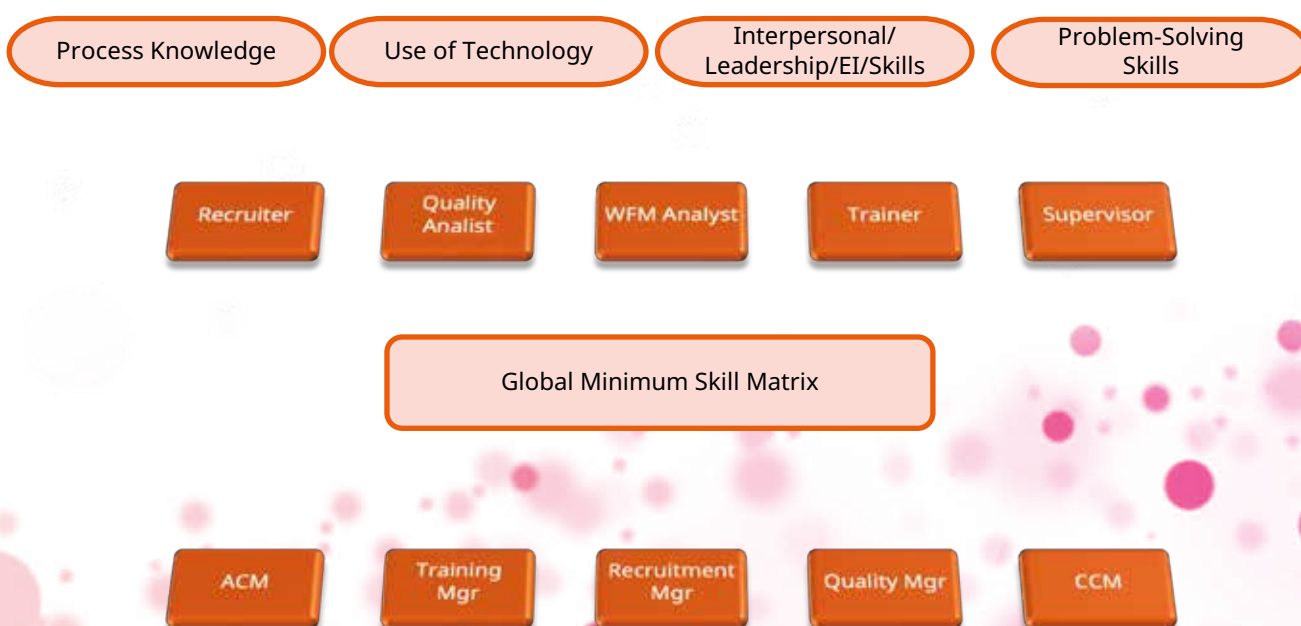 Process Knowledge
Use of Technology
Interpersonal/
Leadership/EI/Skills
Problem-Solving
Skills
Recruiter
Quality
Analist
WFM Analyst
Trainer
Supervisor
Global Minimum Skill Matrix
ACM
Training
Mgr
Recruitment
Mgr
Quality Mgr
CCM